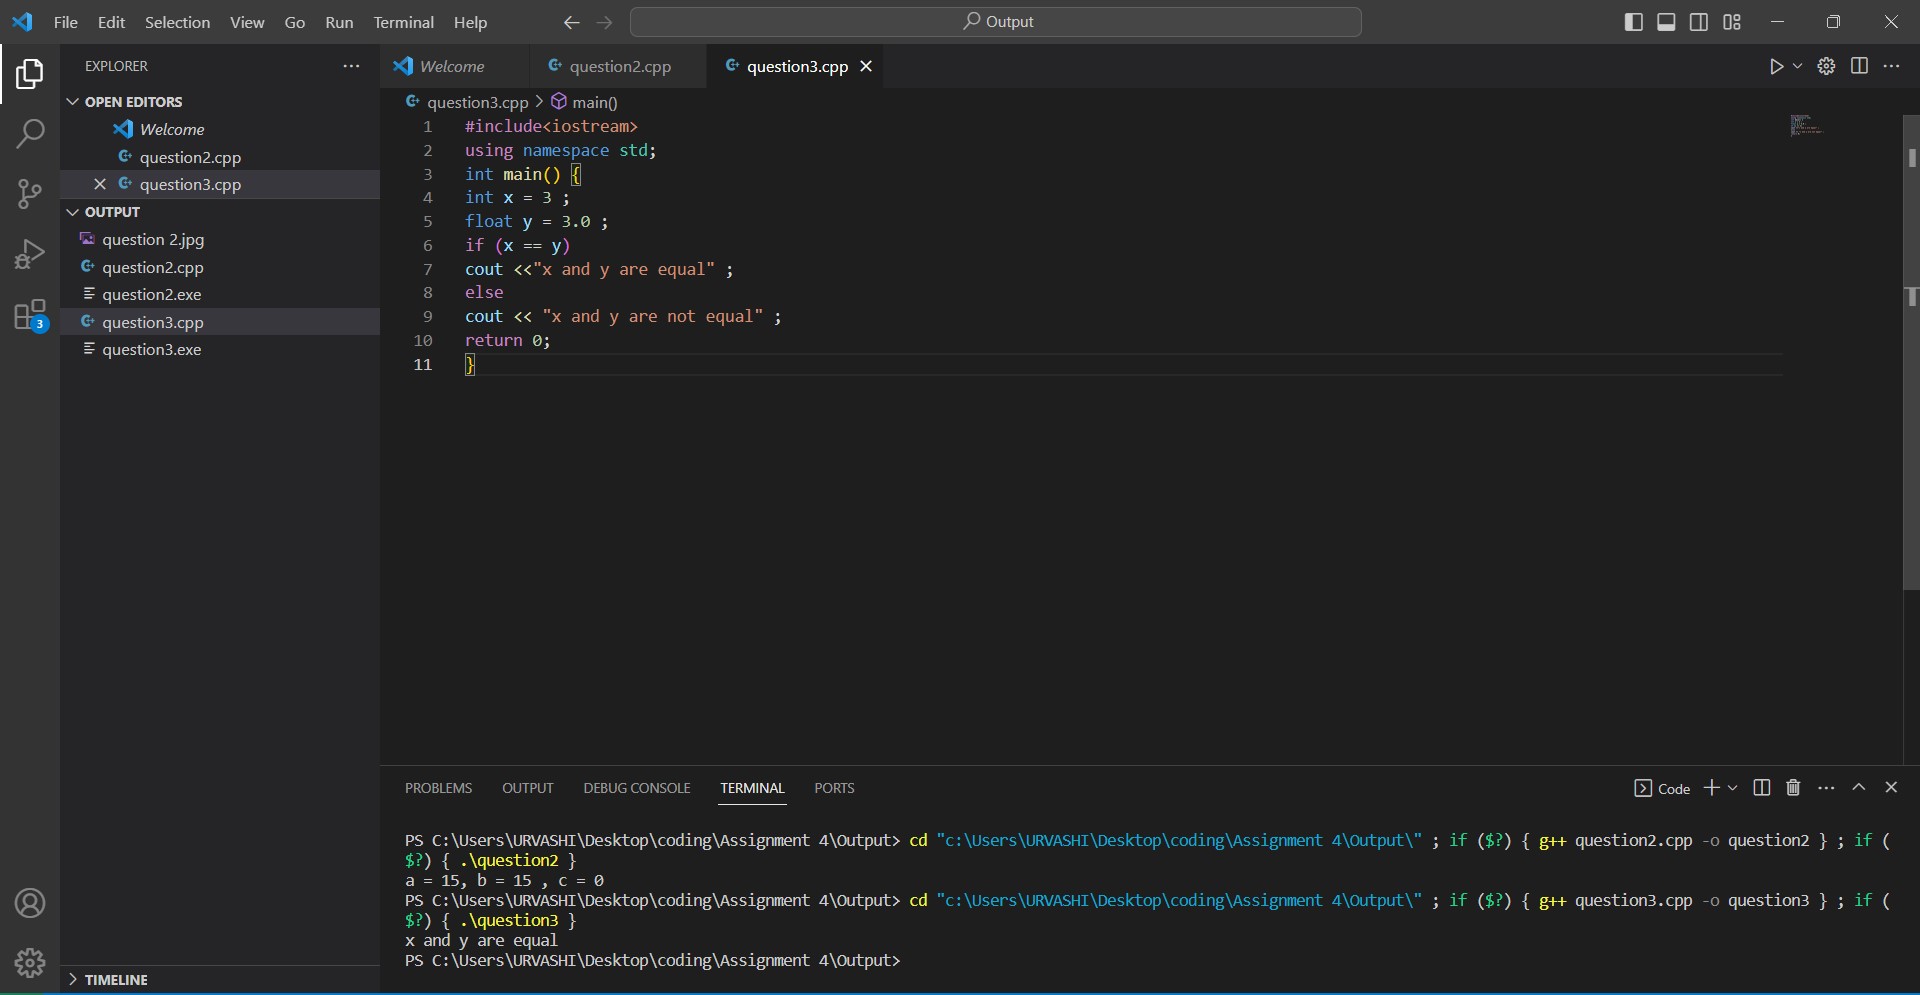 File Edit Selection View Go Run Terminal Help
Output
EXPLORER
OPEN EDITORS
Welcome
question2.cpp
question3.cpp
OUTPUT
question 2.jpg
question2.cpp
question2.exe
question3.cpp
question3.exe
3
TIMELINE
Welcome question2.cpp question3.cpp
question3.cpp > main()
1 #include<iostream>
2 using namespace std;
3 int main() {
4 int x = 3 ;
5 float y = 3.0 ;
6 if (x == y)
7 cout <<"x and y are equal" ;
8 else
9 cout << "x and y are not equal" ;
10 return 0;
11 }
PROBLEMS OUTPUT DEBUG CONSOLE TERMINAL PORTS
Code
PS C:\Users\URVASHI\Desktop\coding\Assignment 4\Output> cd "c:\Users\URVASHI\Desktop\coding\Assignment 4\Output\" ; if ($?) { g++ question2.cpp -o question2 } ; if (
$?) { .\question2 }
a = 15, b = 15 , c = 0
PS C:\Users\URVASHI\Desktop\coding\Assignment 4\Output> cd "c:\Users\URVASHI\Desktop\coding\Assignment 4\Output\" ; if ($?) { g++ question3.cpp -o question3 } ; if (
$?) { .\question3 }
x and y are equal
PS C:\Users\URVASHI\Desktop\coding\Assignment 4\Output>